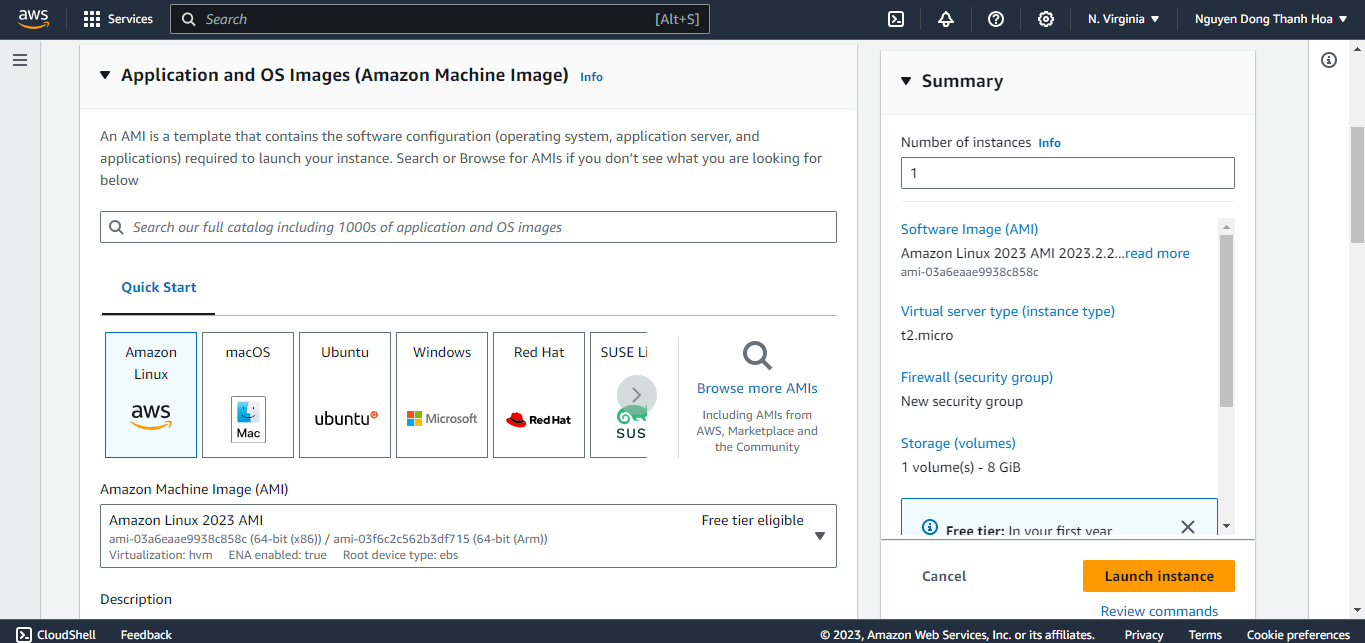 aws
Services
Search
[Alt+S]
N. Virginia
Nguyen Dong Thanh Hoa
Application and OS Images (Amazon Machine Image) Info
An AMI is a template that contains the software configuration (operating system, application server, and
applications) required to launch your instance. Search or Browse for AMIs if you don’t see what you are looking for
below
Search our full catalog including 1000s of application and OS images
Quick Start
Amazon
Linux
aws
macOS
Mac
Ubuntu
ubuntu
Windows
Microsoft
Red Hat
Red Hat
SUSE Li
SUS
Browse more AMIs
Including AMIs from
AWS, Marketplace and
the Community
Amazon Machine Image (AMI)
Amazon Linux 2023 AMI
Free tier eligible
ami-03a6eaae9938c858c (64-bit (x86)) / ami-03f6c2c562b3df715 (64-bit (Arm))
Virtualization: hvm ENA enabled: true Root device type: ebs
Description
Summary
Number of instances Info
1
Software Image (AMI)
Amazon Linux 2023 AMI 2023.2.2...read more
ami-03a6eaae9938c858c
Virtual server type (instance type)
t2.micro
Firewall (security group)
New security group
Storage (volumes)
1 volume(s) - 8 GiB
Free tier: In your first year
Cancel
Launch instance
Review commands
CloudShell
Feedback
© 2023, Amazon Web Services, Inc. or its affiliates.
Privacy
Terms
Cookie preferences